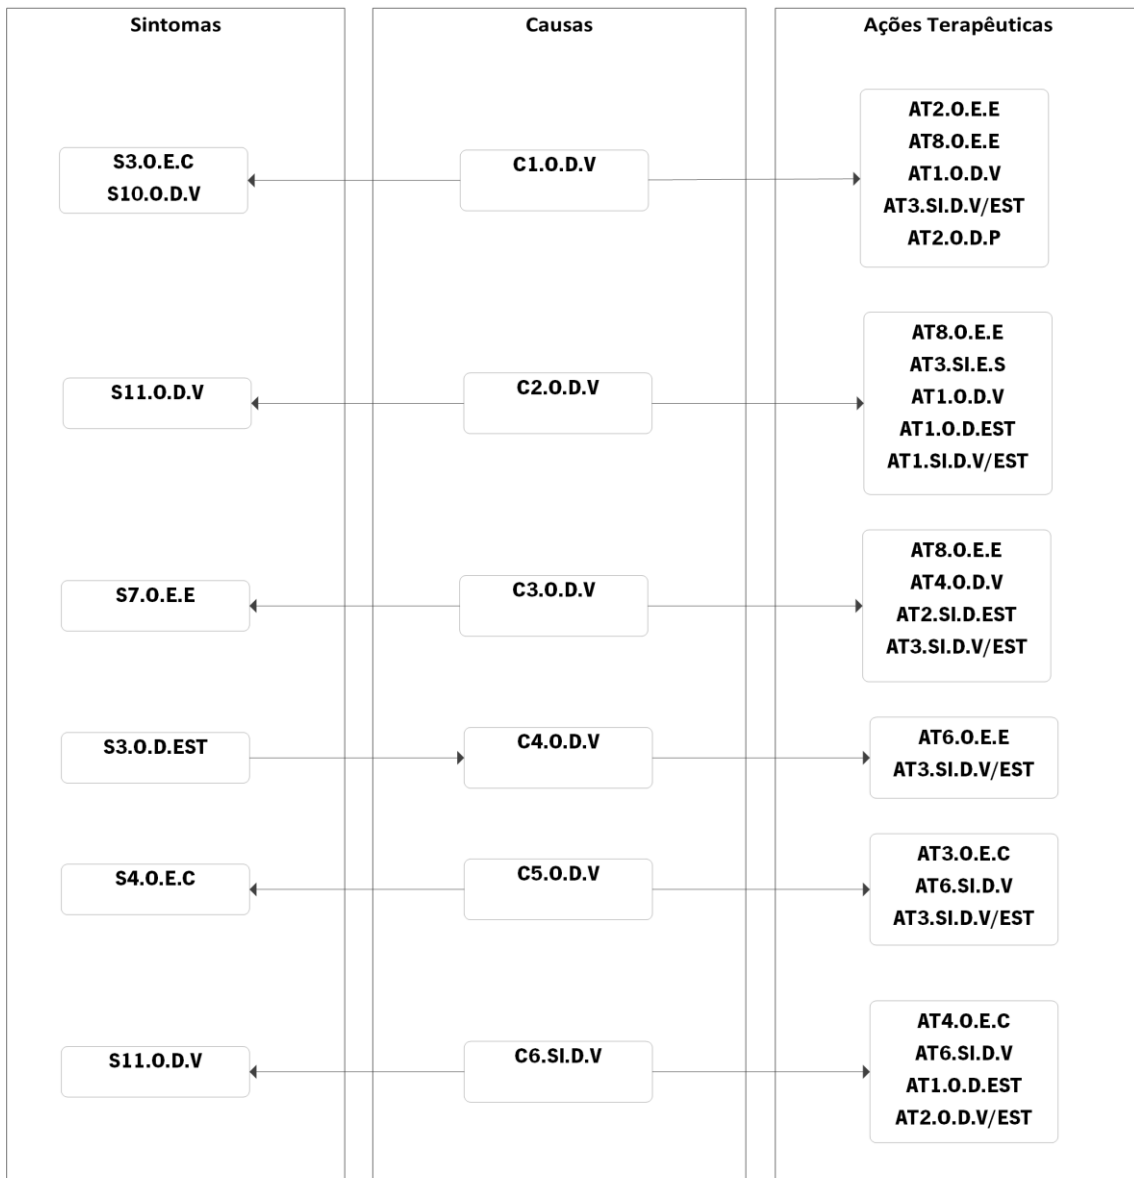 Sintomas
Causas
Ações Terapêuticas
S3.O.E.C
S10.O.D.V
C1.O.D.V
AT2.O.E.E
AT8.O.E.E
AT1.O.D.V
AT3.SI.D.V/EST
AT2.O.D.P
S11.O.D.V
C2.O.D.V
AT8.O.E.E
AT3.SI.E.S
AT1.O.D.V
AT1.O.D.EST
AT1.SI.D.V/EST
S7.O.E.E
C3.O.D.V
AT8.O.E.E
AT4.O.D.V
AT2.SI.D.EST
AT3.SI.D.V/EST
S3.O.D.EST
C4.O.D.V
AT6.O.E.E
AT3.SI.D.V/EST
S4.O.E.C
C5.O.D.V
AT3.O.E.C
AT6.SI.D.V
AT3.SI.D.V/EST
S11.O.D.V
C6.SI.D.V
AT4.O.E.C
AT6.SI.D.V
AT1.O.D.EST
AT2.O.D.V/EST